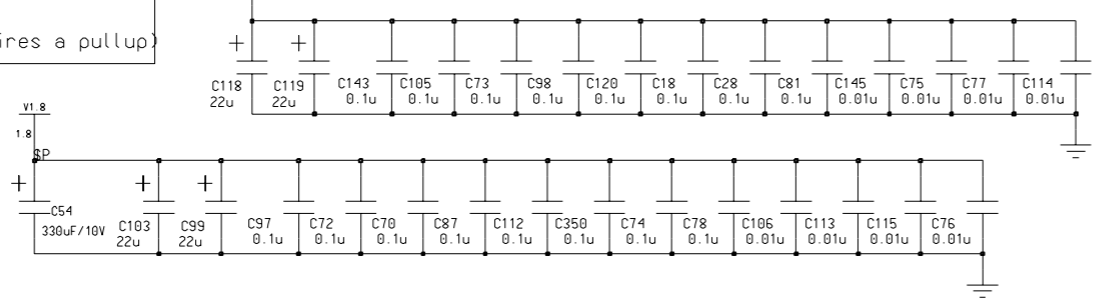 ires a pullup)
+ +
C118 C119 C143 C105 C73 C98 C120 C18 C28 C81 C145 C75 C77 C114
22u 22u 0.1u 0.1u 0.1u 0.1u 0.1u 0.1u 0.1u 0.1u 0.01u 0.01u 0.01u 0.01u
V1.8
1.8
$P
+ + +
C54
330uF/10V
C103 C99 C97 C72 C70 C87 C112 C350 C74 C78 C106 C113 C115 C76
22u 22u 0.1u 0.1u 0.1u 0.1u 0.1u 0.1u 0.1u 0.1u 0.01u 0.01u 0.01u 0.01u